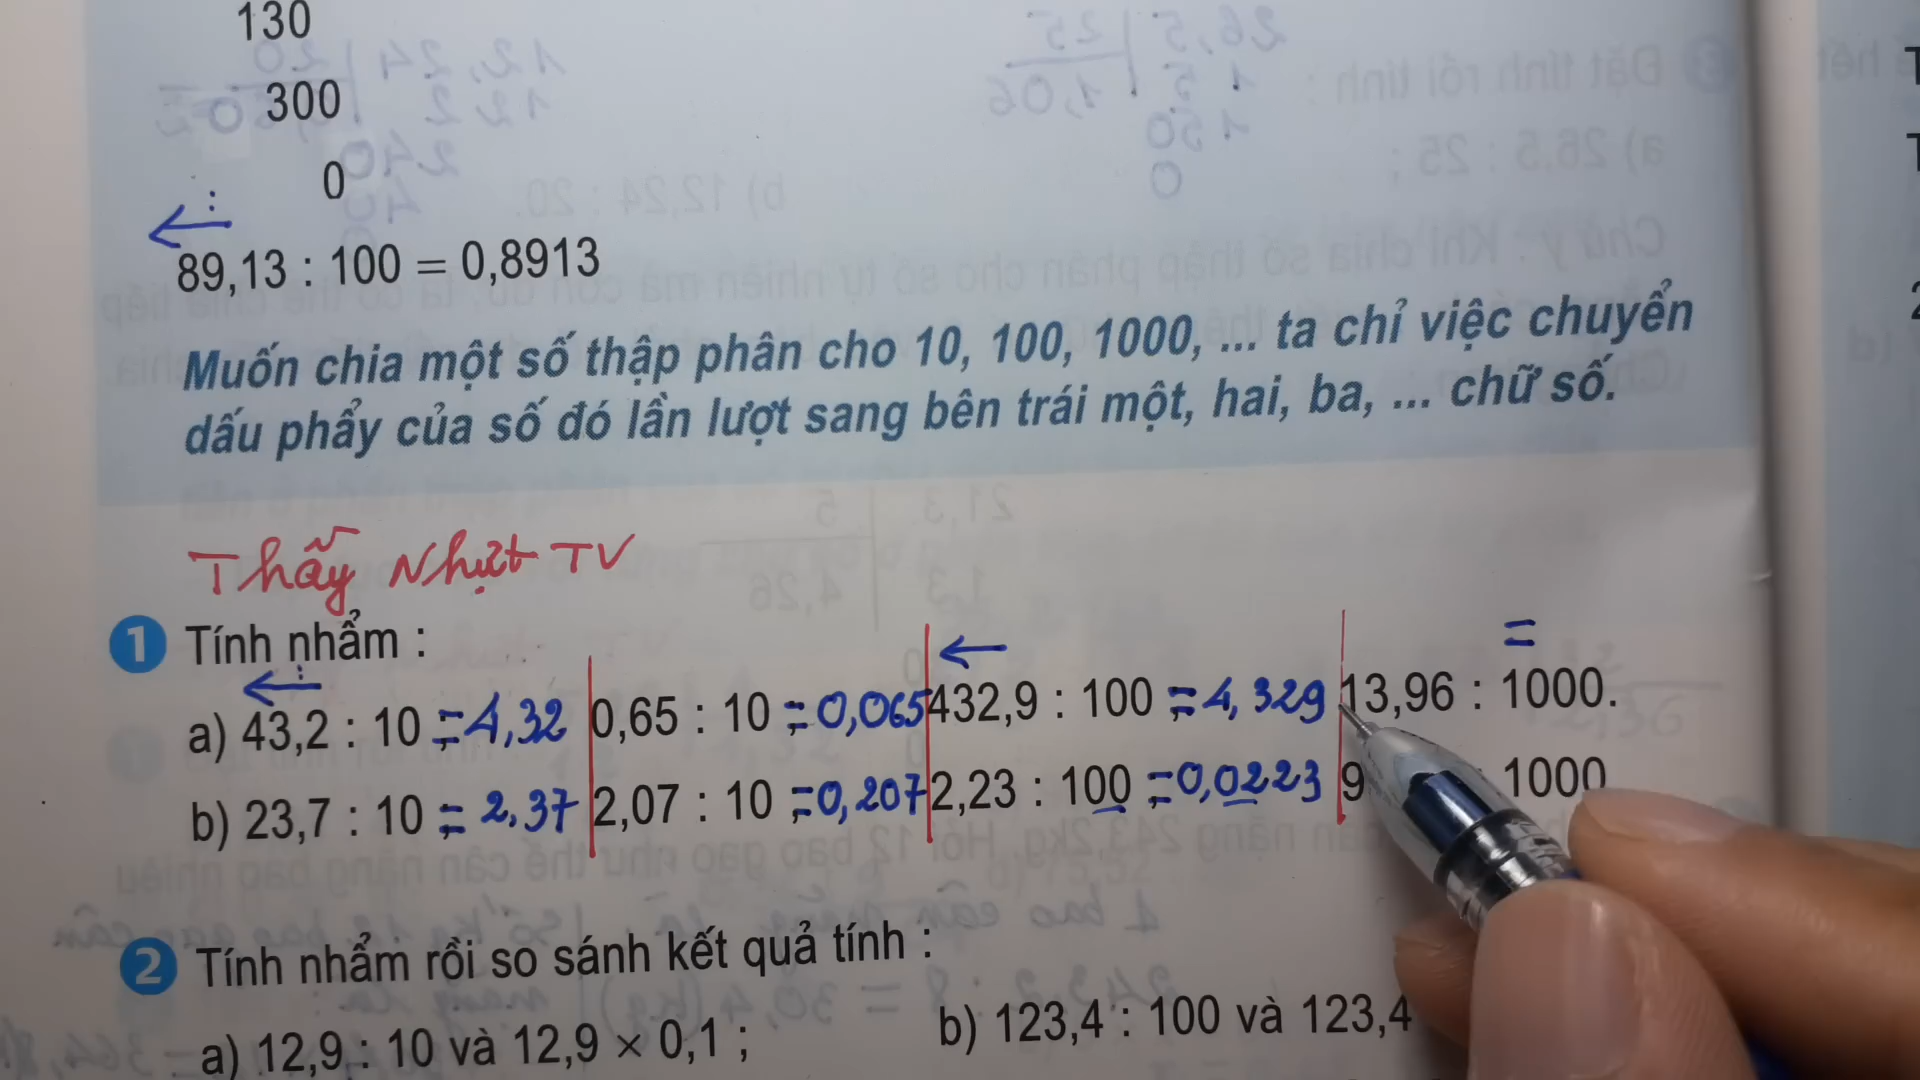 130
300
0
:
89,13 : 100 = 0,8913
Muốn chia một số thập phân cho 10, 100, 1000, ... ta chỉ việc chuyển
dấu phẩy của số đó lần lượt sang bên trái một, hai, ba, ... chữ số.
Thầy Nhựt TV
1 Tính nhẩm :
a) 43,2 : 10 ; = 4,32 0,65 : 10 ; = 0,065 432,9 : 100 ; = 4,329 13,96 : 1000. =
b) 23,7 : 10 ; = 2,37 2,07 : 10 ; = 0,207 2,23 : 100 ; = 0,0223 9 : 1000
2 Tính nhẩm rồi so sánh kết quả tính :
a) 12,9 : 10 và 12,9 × 0,1 ; b) 123,4 : 100 và 123,4